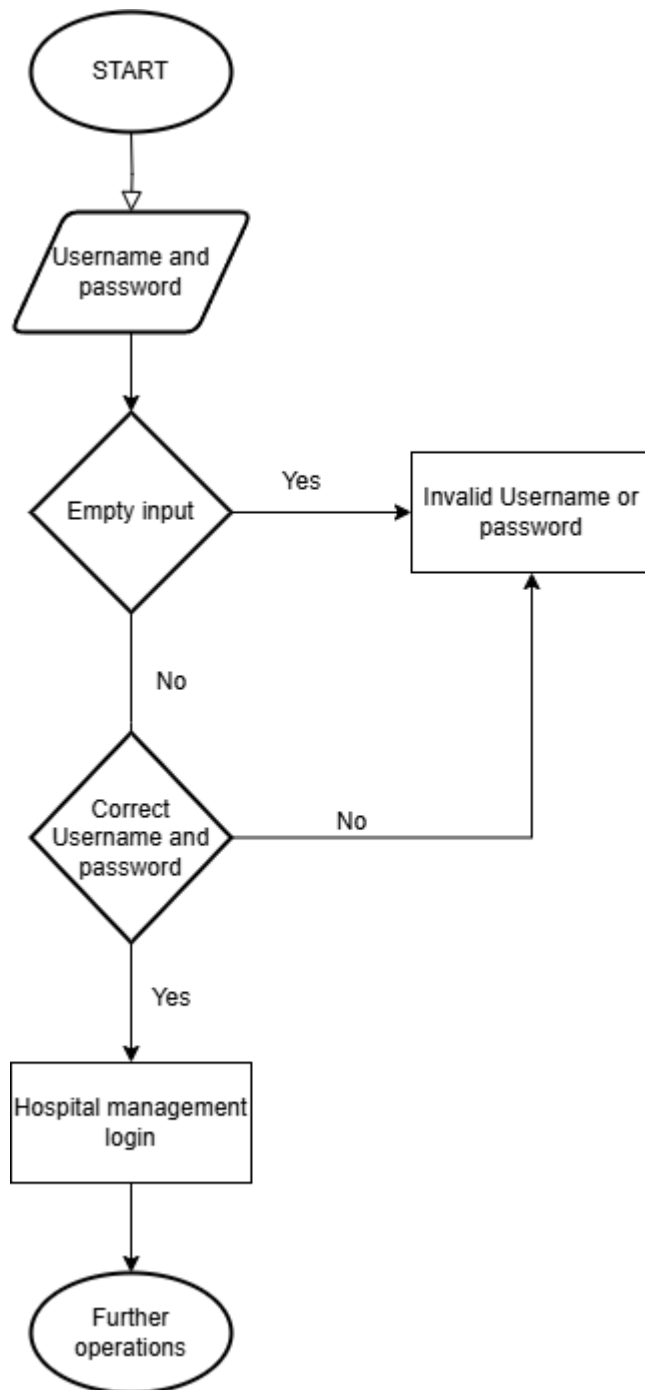 START
Username and
password
Empty input
Yes
Invalid Username or
password
No
Correct
Username and
password
No
Yes
Hospital management
login
Further
operations